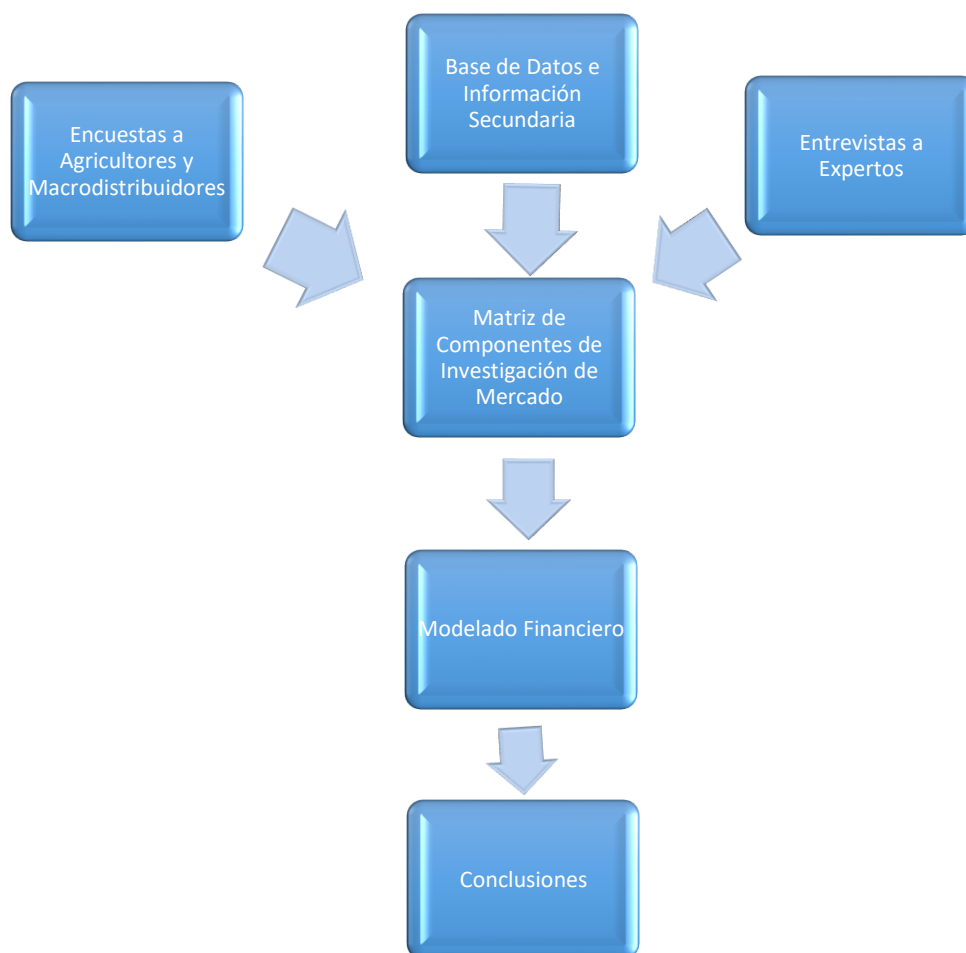 Encuestas a
Agricultores y
Macrodistribuidores
Base de Datos e
Información
Secundaria
Entrevistas a
Expertos
Matriz de
Componentes de
Investigación de
Mercado
Modelado Financiero
Conclusiones